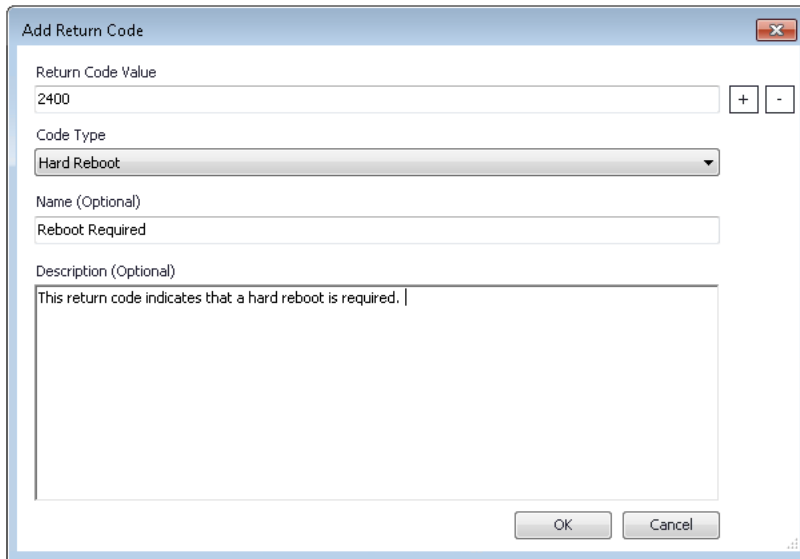 Add Return Code
Return Code Value
2400
+ -
Code Type
Hard Reboot
Name (Optional)
Reboot Required
Description (Optional)
This return code indicates that a hard reboot is required.
OK Cancel